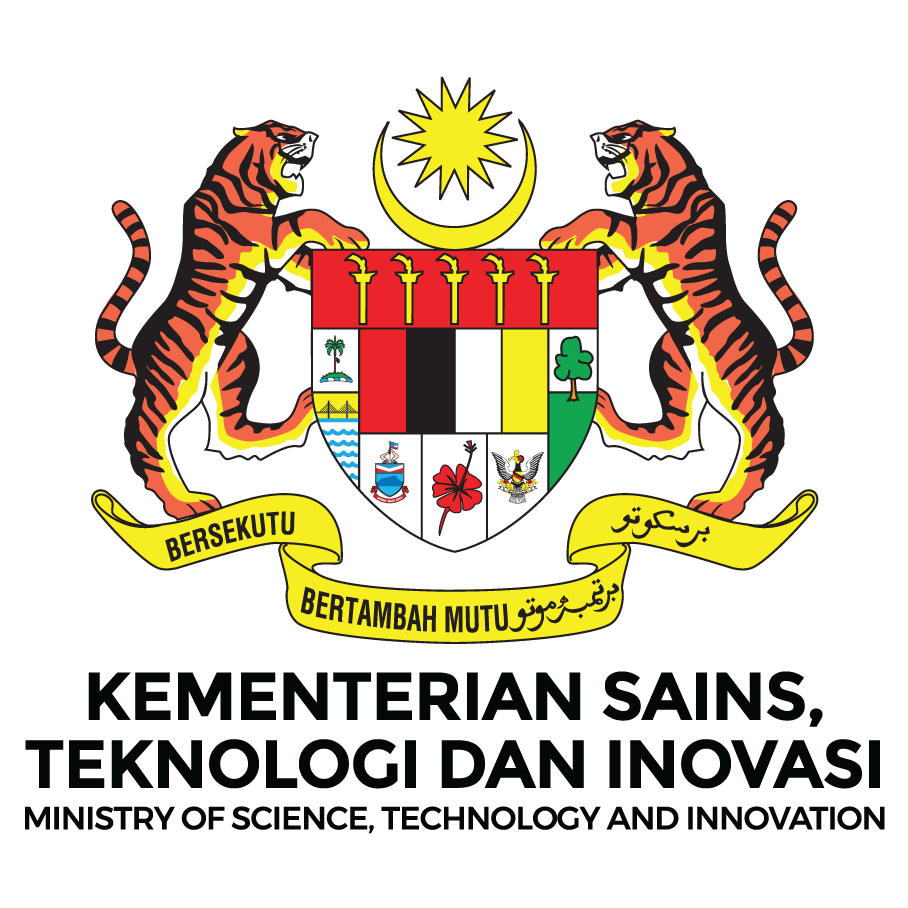 BERSEKUTU
برسکوتو
BERTAMBAH MUTU برتمبه موتو
KEMENTERIAN SAINS,
TEKNOLOGI DAN INOVASI
MINISTRY OF SCIENCE, TECHNOLOGY AND INNOVATION